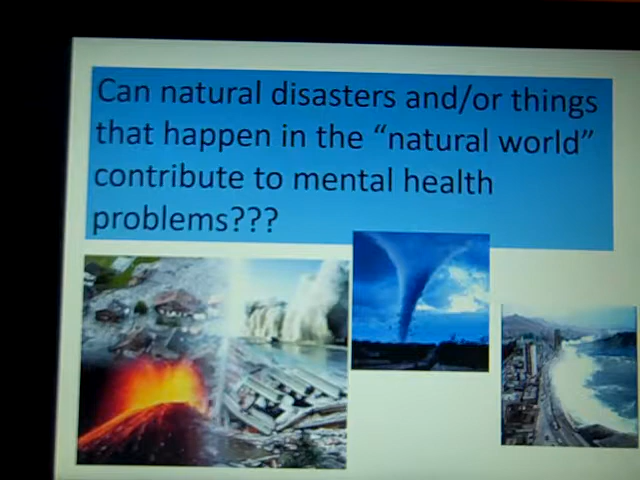 Can natural disasters and/or things
that happen in the “natural world”
contribute to mental health
problems???